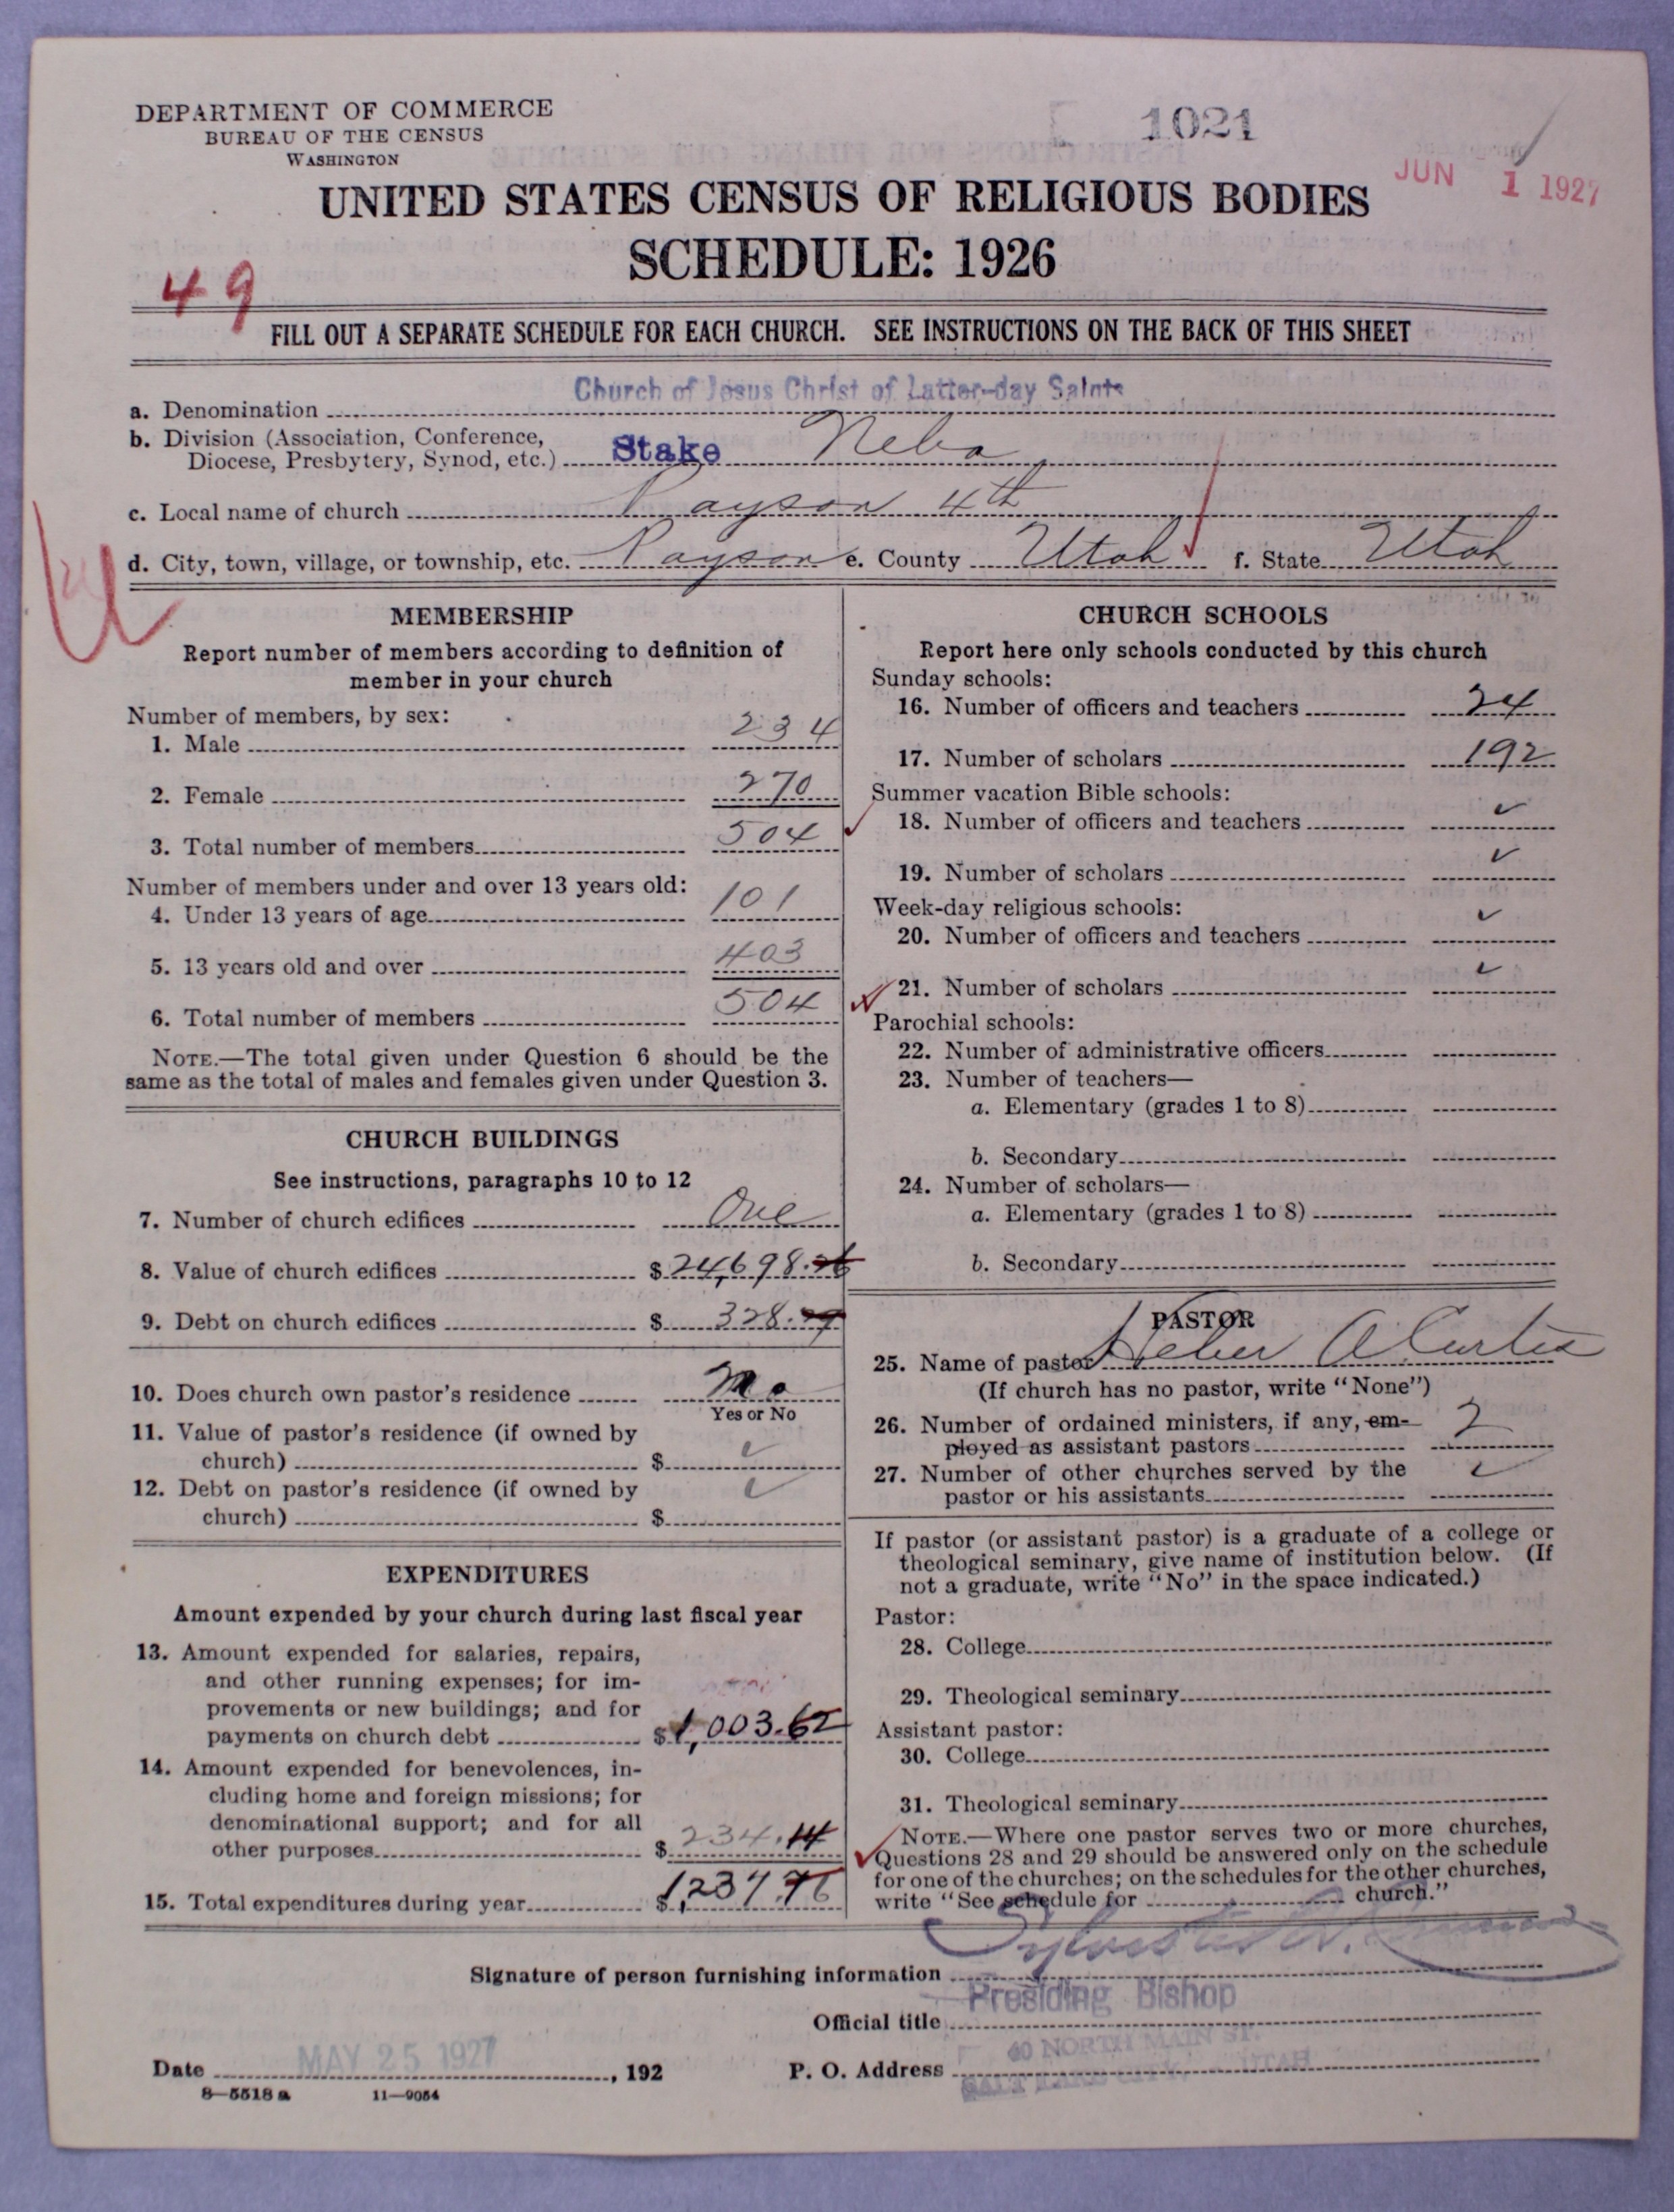 DEPARTMENT OF COMMERCE
BUREAU OF THE CENSUS
WASHINGTON
1021
JUN 1 1927
UNITED STATES CENSUS OF RELIGIOUS BODIES
SCHEDULE: 1926
49
FILL OUT A SEPARATE SCHEDULE FOR EACH CHURCH. SEE INSTRUCTIONS ON THE BACK OF THIS SHEET
a. Denomination Church of Jesus Christ of Latter-day Saints
b. Division (Association, Conference,
Diocese, Presbytery, Synod, etc.) Stake Nebo
c. Local name of church Payson 4th
d. City, town, village, or township, etc. Payson e. County Utah f. State Utah
MEMBERSHIP
Report number of members according to definition of
member in your church
Number of members, by sex:
1. Male 234
2. Female 270
3. Total number of members 504
Number of members under and over 13 years old:
4. Under 13 years of age 101
5. 13 years old and over 403
6. Total number of members 504
NOTE.—The total given under Question 6 should be the
same as the total of males and females given under Question 3.
CHURCH BUILDINGS
See instructions, paragraphs 10 to 12
7. Number of church edifices One
8. Value of church edifices $ 24,698.
9. Debt on church edifices $ 328.
10. Does church own pastor's residence No
Yes or No
11. Value of pastor's residence (if owned by
church) $ ✓
12. Debt on pastor's residence (if owned by
church) $ ✓
EXPENDITURES
Amount expended by your church during last fiscal year
13. Amount expended for salaries, repairs,
and other running expenses; for im-
provements or new buildings; and for
payments on church debt $ 1,003.62
14. Amount expended for benevolences, in-
cluding home and foreign missions; for
denominational support; and for all
other purposes $ 234.14
15. Total expenditures during year $ 1,237.76
CHURCH SCHOOLS
Report here only schools conducted by this church
Sunday schools:
16. Number of officers and teachers 24
17. Number of scholars 192
Summer vacation Bible schools:
18. Number of officers and teachers ✓
19. Number of scholars ✓
Week-day religious schools:
20. Number of officers and teachers ✓
21. Number of scholars ✓
Parochial schools:
22. Number of administrative officers
23. Number of teachers—
a. Elementary (grades 1 to 8)
b. Secondary
24. Number of scholars—
a. Elementary (grades 1 to 8)
b. Secondary
PASTOR
25. Name of pastor Heber A Curtis
(If church has no pastor, write "None")
26. Number of ordained ministers, if any, em-
ployed as assistant pastors 2
27. Number of other churches served by the
pastor or his assistants ✓
If pastor (or assistant pastor) is a graduate of a college or
theological seminary, give name of institution below. (If
not a graduate, write "No" in the space indicated.)
Pastor:
28. College
29. Theological seminary
Assistant pastor:
30. College
31. Theological seminary
NOTE.—Where one pastor serves two or more churches,
Questions 28 and 29 should be answered only on the schedule
for one of the churches; on the schedules for the other churches,
write "See schedule for church."
Signature of person furnishing information Sylvester Q. Cannon
Official title Presiding Bishop
Date MAY 25 1927, 192
P. O. Address 40 NORTH MAIN ST.
SALT LAKE CITY, UTAH
8—5518 a 11—9054